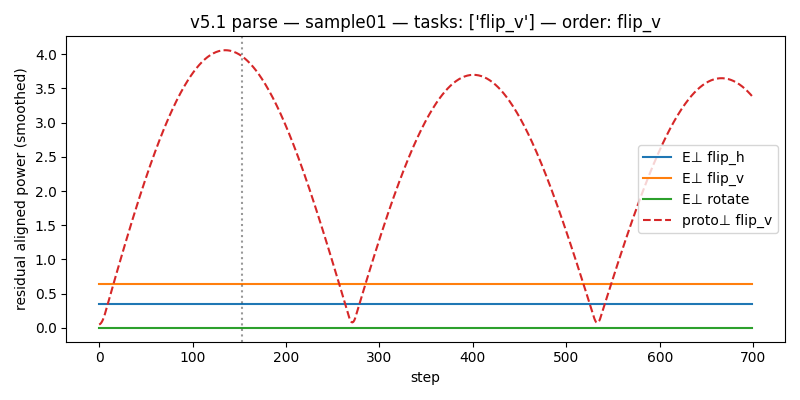 v5.1 parse — sample01 — tasks: ['flip_v'] — order: flip_v
residual aligned power (smoothed)
4.0
3.5
3.0
2.5
2.0
1.5
1.0
0.5
0.0
E⊥ flip_h
E⊥ flip_v
E⊥ rotate
proto⊥ flip_v
0 100 200 300 400 500 600 700
step